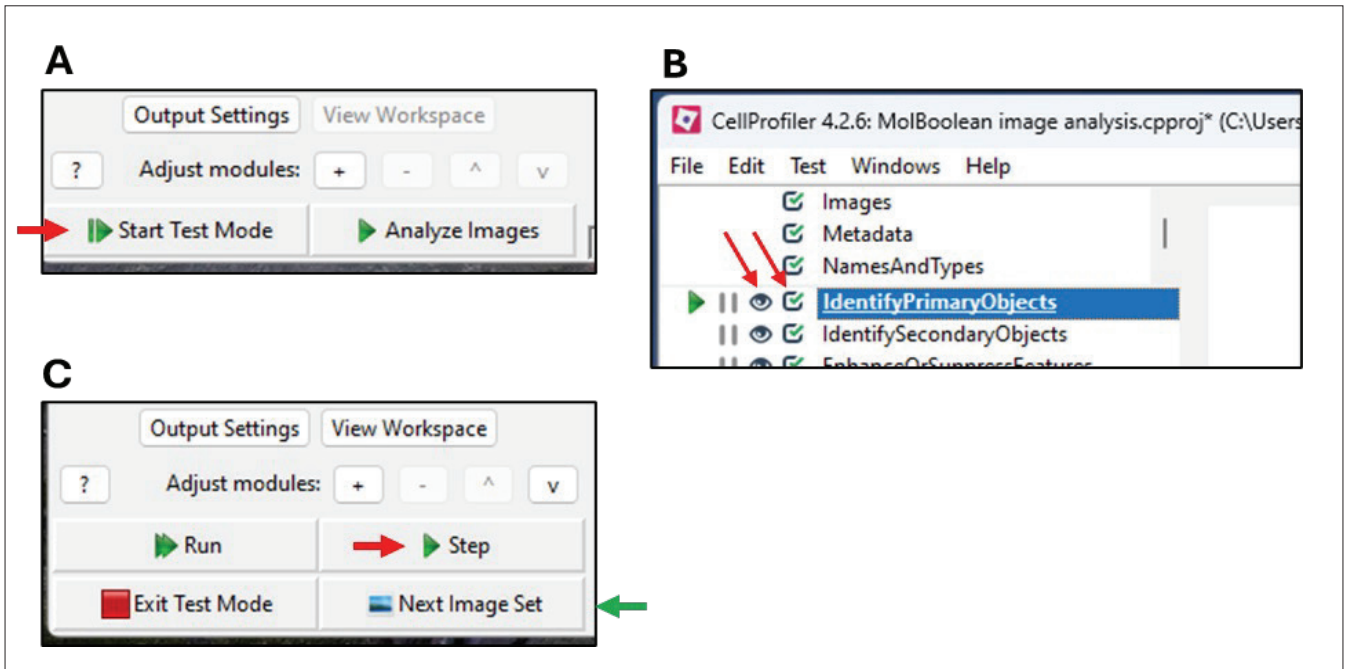 A
Output Settings View Workspace
? Adjust modules: + - ^ v
Start Test Mode Analyze Images
B
CellProfiler 4.2.6: MolBoolean image analysis.cpproj* (C:\Users
File Edit Test Windows Help
Images
Metadata
NamesAndTypes
IdentifyPrimaryObjects
IdentifySecondaryObjects
EnhanceOrSuppressFeatures
C
Output Settings View Workspace
? Adjust modules: + - ^ v
Run Step
Exit Test Mode Next Image Set